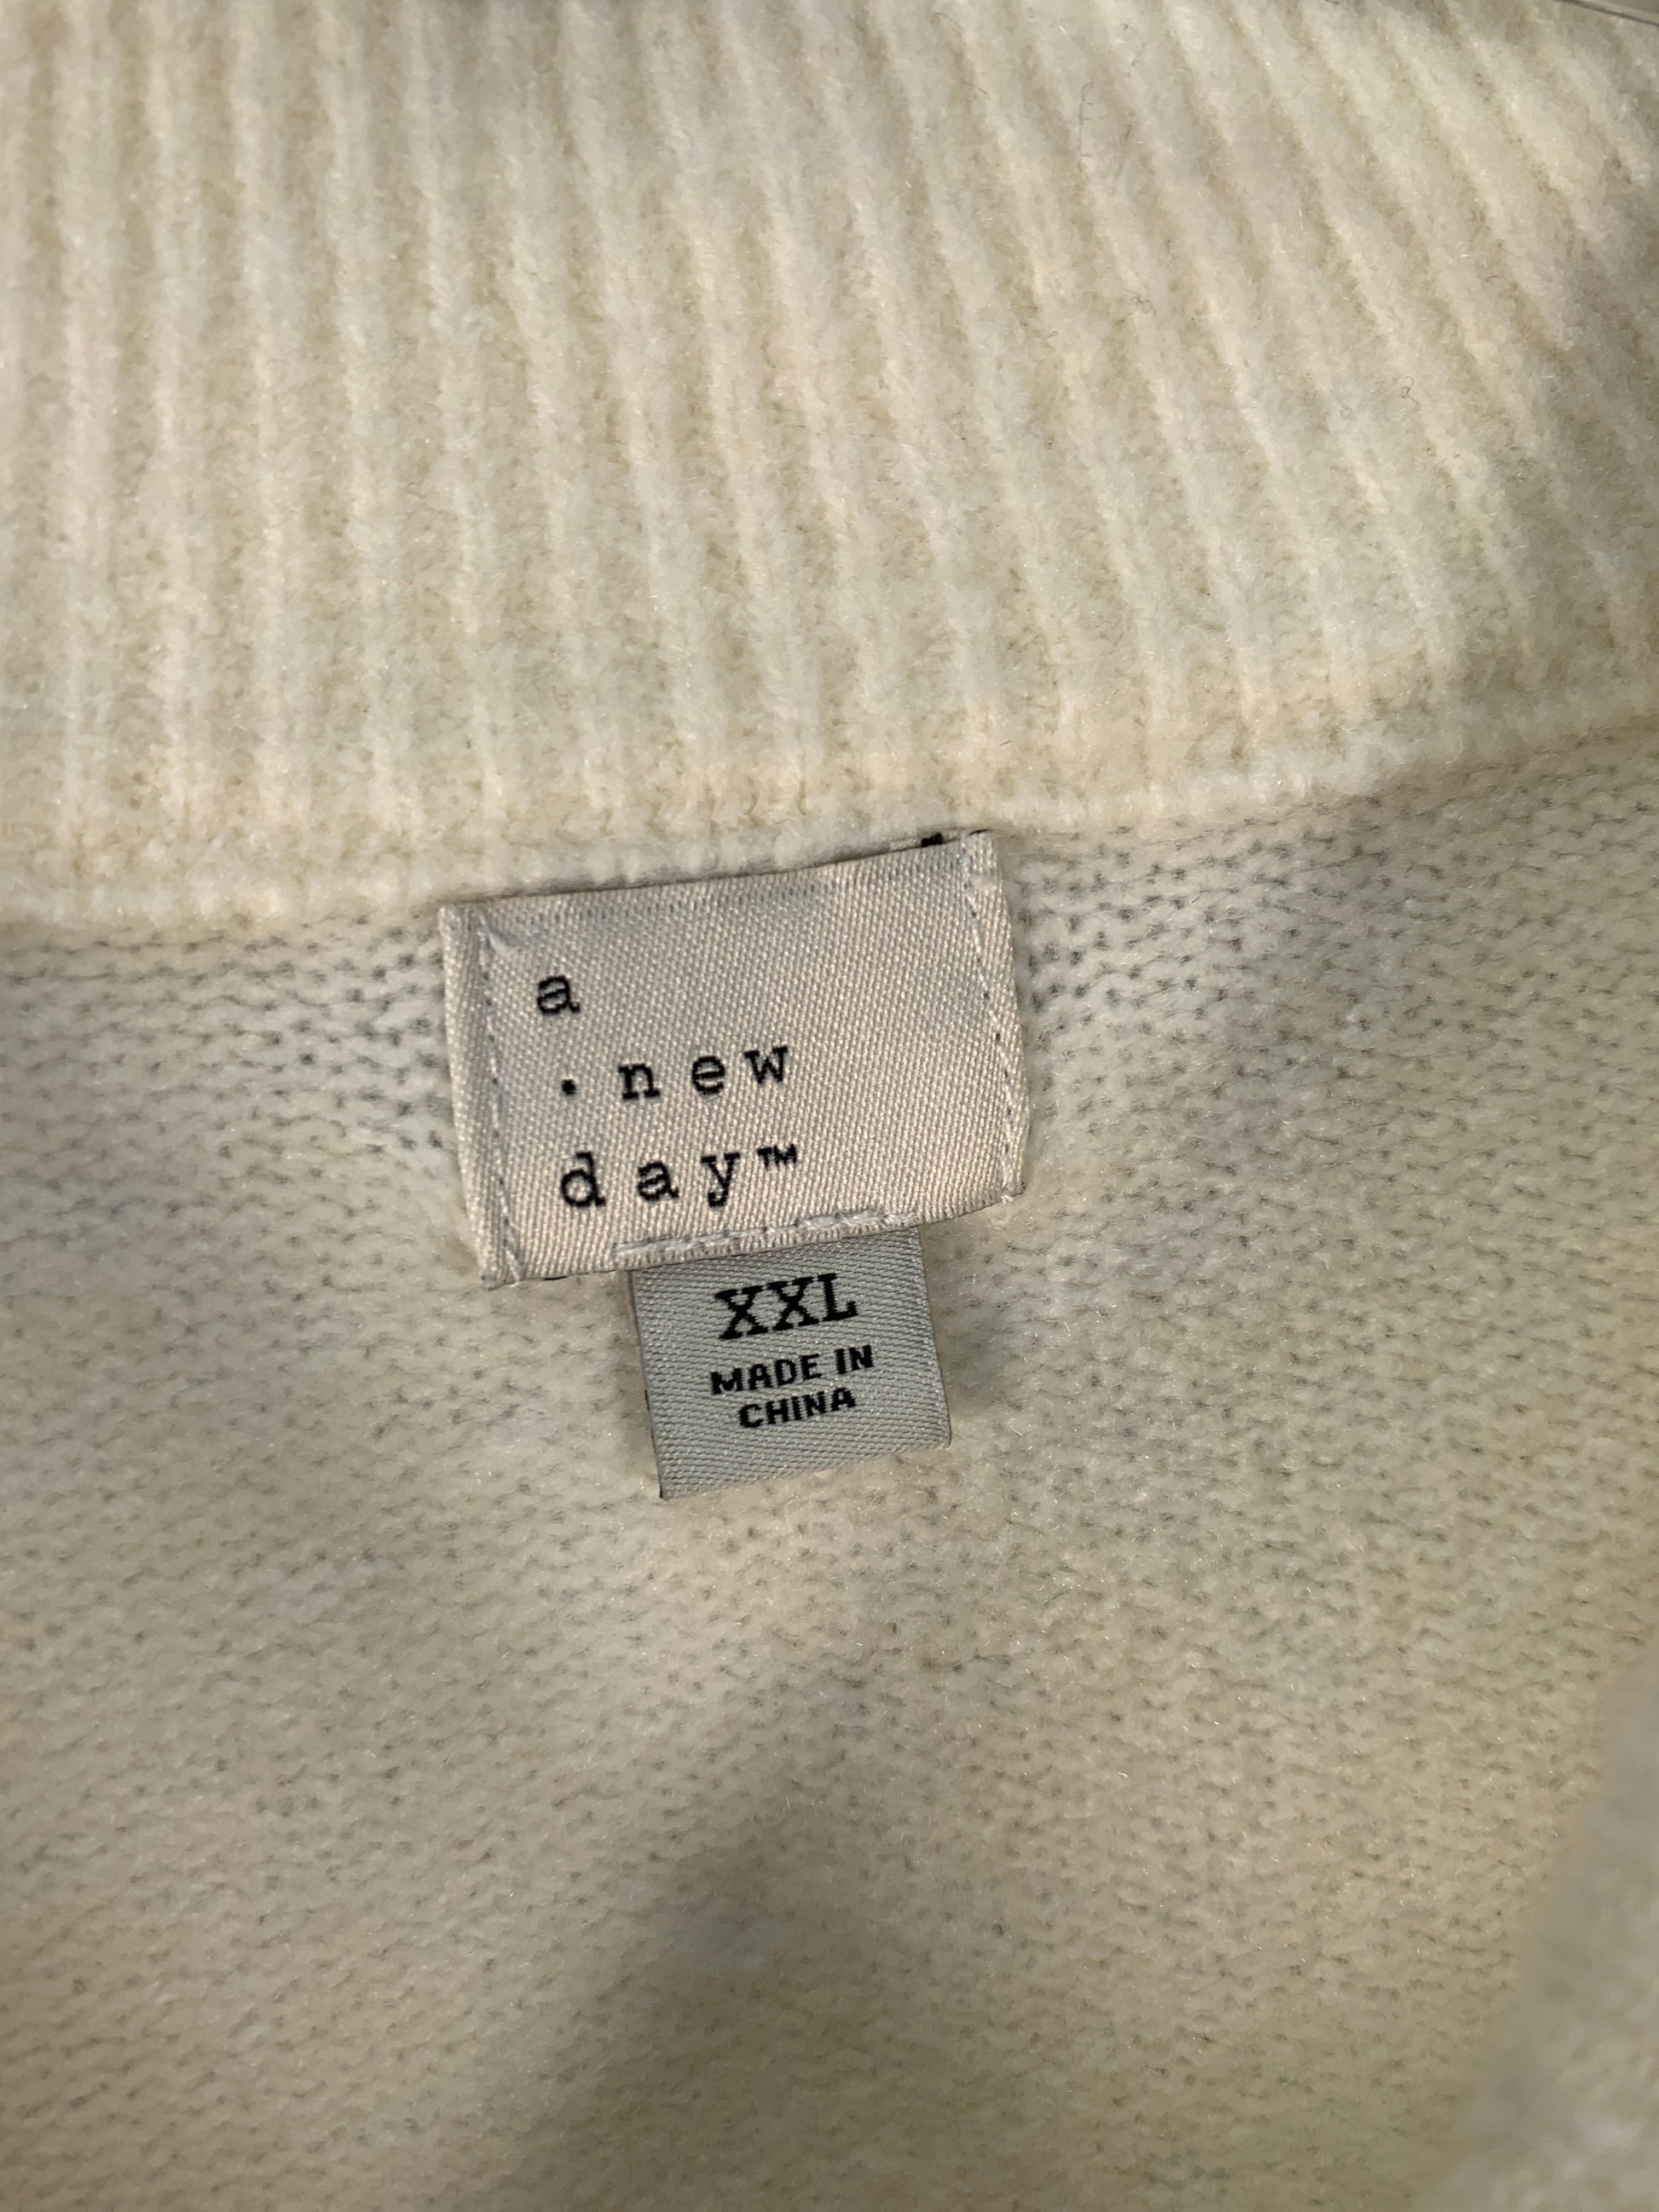 a
· new
day™
XXL
MADE IN
CHINA